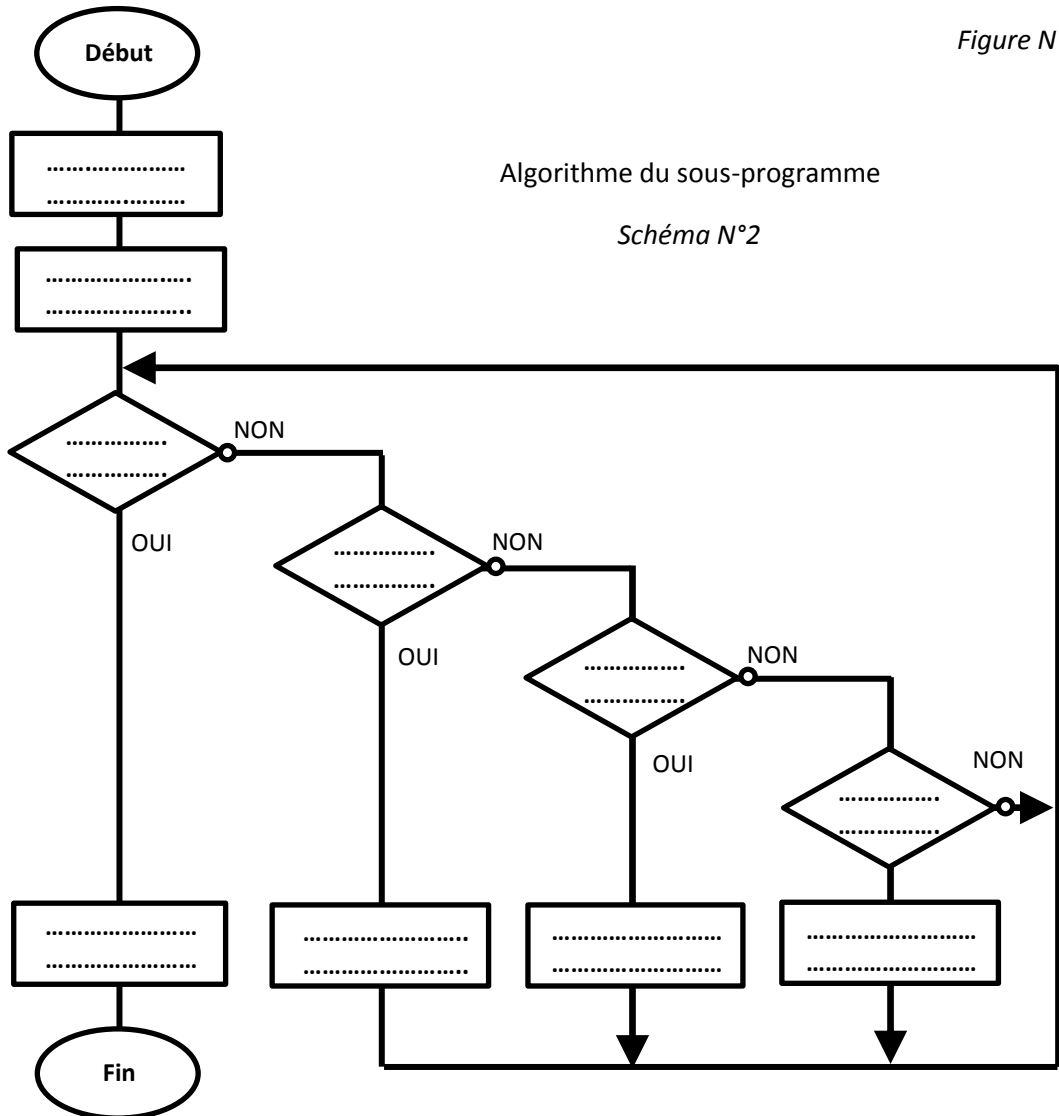 Début
Figure N
…………………
…………………
Algorithme du sous-programme
Schéma N°2
…………………..
…………………..
…………….
…………….
NON
OUI
…………….
…………….
NON
OUI
…………….
…………….
NON
OUI
…………….
…………….
NON
……………………
……………………
……………………..
……………………..
………………………
………………………
………………………
………………………
Fin